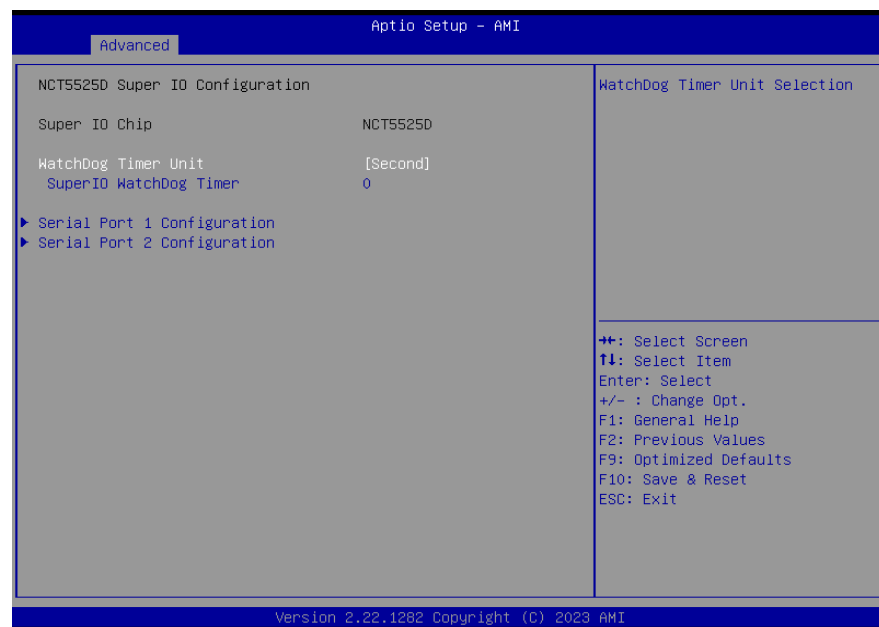 Aptio Setup – AMI
Advanced
NCT5525D Super IO Configuration
Super IO Chip NCT5525D
WatchDog Timer Unit [Second]
SuperIO WatchDog Timer 0
▶ Serial Port 1 Configuration
▶ Serial Port 2 Configuration
WatchDog Timer Unit Selection
→←: Select Screen
↑↓: Select Item
Enter: Select
+/- : Change Opt.
F1: General Help
F2: Previous Values
F9: Optimized Defaults
F10: Save & Reset
ESC: Exit
Version 2.22.1282 Copyright (C) 2023 AMI